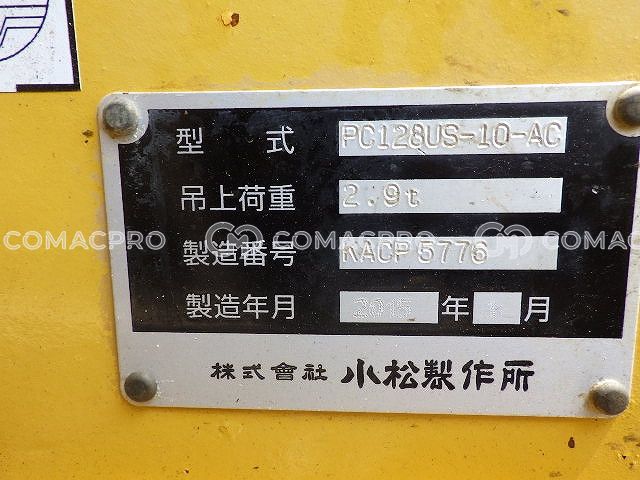 型 式 PC128US-10-AC
吊上荷重 2.9t
COMACPRO COMACPRO COMACPRO
製造番号 KACP5776
製造年月 2015 年 月
株式會社 小松製作所